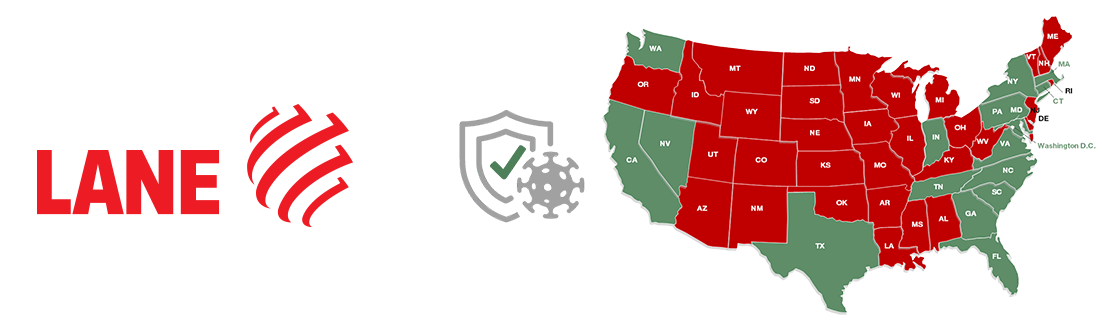 LANE
WA
MT
ND
MN
ME
VT
NH
MA
OR
ID
WY
SD
WI
MI
NY
RI
CT
NE
IA
PA
MD
DE
NV
UT
CO
KS
MO
IL
IN
OH
WV
VA
Washington D.C.
CA
KY
NC
AZ
NM
OK
AR
TN
SC
TX
LA
MS
AL
GA
FL